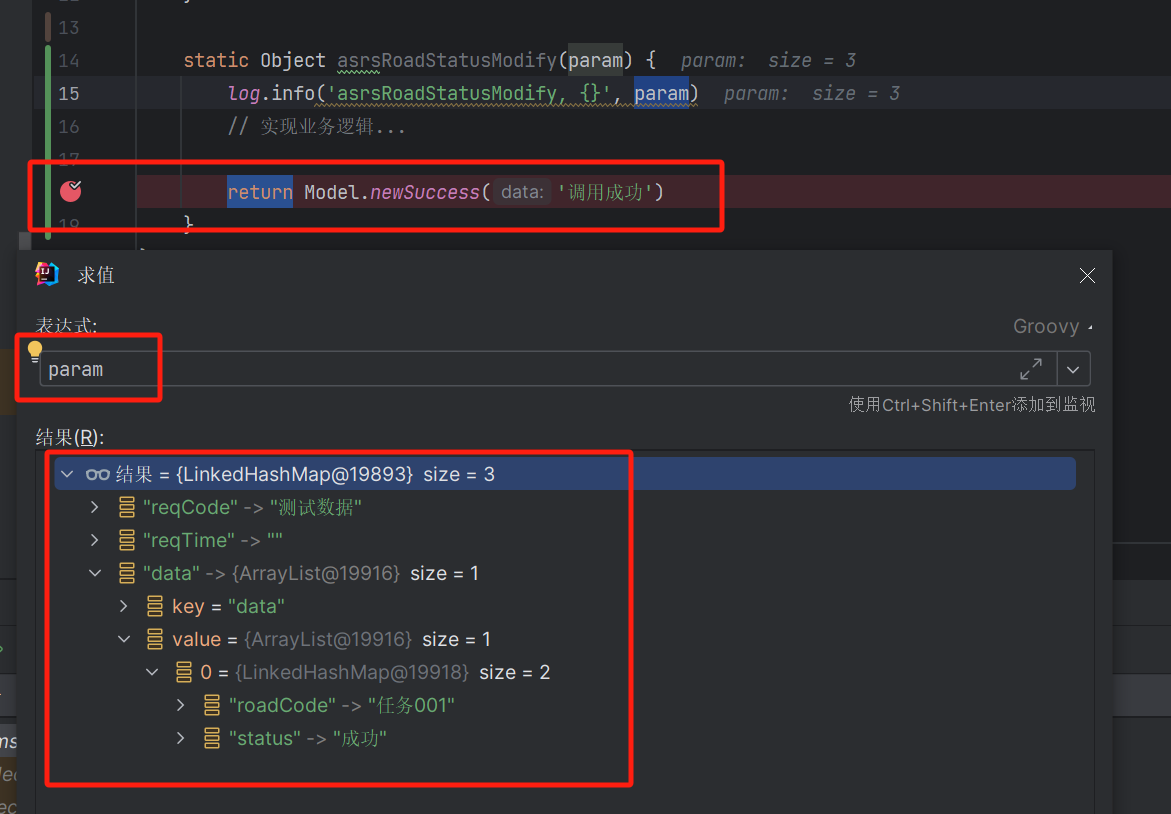 13
14 static Object asrsRoadStatusModify(param) { param: size = 3
15 log.info('asrsRoadStatusModify, {}', param) param: size = 3
16 // 实现业务逻辑...
17
return Model.newSuccess( data: '调用成功')
19 }
求值
表达式:
Groovy
param
使用Ctrl+Shift+Enter添加到监视
结果(R):
结果 = {LinkedHashMap@19893} size = 3
"reqCode" -> "测试数据"
"reqTime" -> ""
"data" -> {ArrayList@19916} size = 1
key = "data"
value = {ArrayList@19916} size = 1
0 = {LinkedHashMap@19918} size = 2
"roadCode" -> "任务001"
"status" -> "成功"